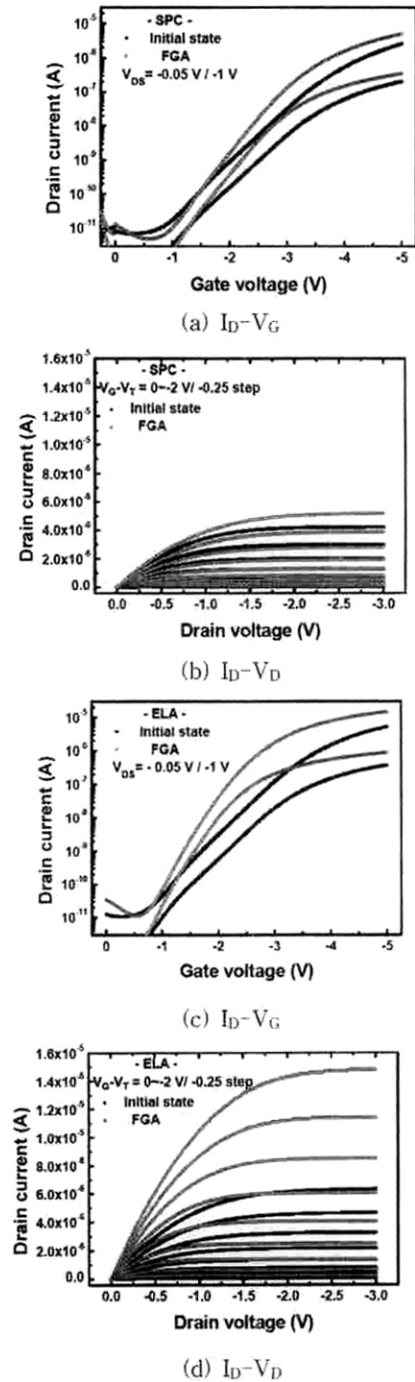 - SPC -
Initial state
FGA
V_DS= -0.05 V / -1 V
Drain current (A)
10^-5
10^-6
10^-7
10^-8
10^-9
10^-10
10^-11
0 -1 -2 -3 -4 -5
Gate voltage (V)
(a) I_D-V_G
- SPC -
V_G-V_T = 0~-2 V/ -0.25 step
Initial state
FGA
Drain current (A)
1.6x10^-5
1.4x10^-5
1.2x10^-5
1.0x10^-5
8.0x10^-6
6.0x10^-6
4.0x10^-6
2.0x10^-6
0.0
0.0 -0.5 -1.0 -1.5 -2.0 -2.5 -3.0
Drain voltage (V)
(b) I_D-V_D
- ELA -
Initial state
FGA
V_DS= - 0.05 V / -1 V
Drain current (A)
10^-5
10^-6
10^-7
10^-8
10^-9
10^-10
10^-11
0 -1 -2 -3 -4 -5
Gate voltage (V)
(c) I_D-V_G
- ELA -
V_G-V_T = 0~-2 V/ -0.25 step
Initial state
FGA
Drain current (A)
1.6x10^-5
1.4x10^-5
1.2x10^-5
1.0x10^-5
8.0x10^-6
6.0x10^-6
4.0x10^-6
2.0x10^-6
0.0
0.0 -0.5 -1.0 -1.5 -2.0 -2.5 -3.0
Drain voltage (V)
(d) I_D-V_D